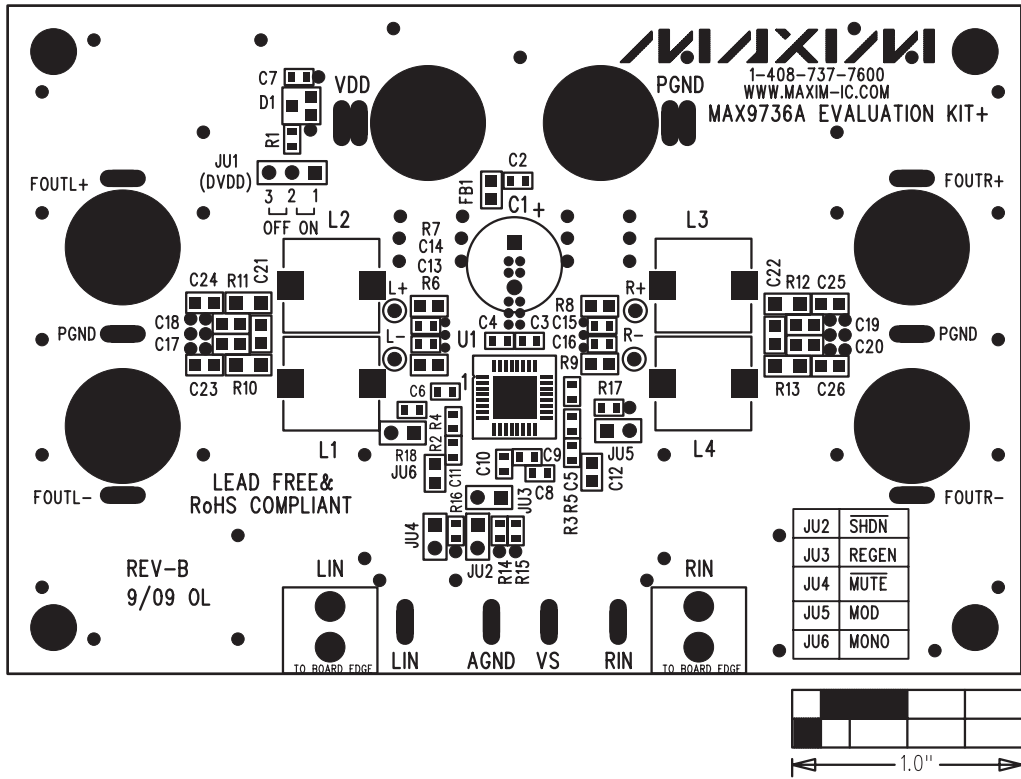 MAXIM
1-408-737-7600
WWW.MAXIM-IC.COM
MAX9736A EVALUATION KIT+
C7
VDD
PGND
D1
R1
JU1
(DVDD)
3 2 1
OFF ON
C2
FB1
C1 +
FOUTL+
FOUTR+
L2
R7
C14
C13
R6
L3
C24
R11
C21
L+
R8
R+
C22
R12
C25
PGND
C18
C17
L-
U1
C4
C3
C15
C16
R-
C19
C20
PGND
C23
R10
R9
R13
C26
1
C6
R17
L1
R4
R2
R18
JU6
C11
C10
C9
C8
C5
R5
R3
C12
JU5
L4
FOUTL-
FOUTR-
LEAD FREE&
RoHS COMPLIANT
R16
JU3
JU4
JU2
R14
R15
JU2 SHDN
JU3 REGEN
JU4 MUTE
JU5 MOD
JU6 MONO
REV-B
9/09 OL
LIN
RIN
TO BOARD EDGE
LIN
AGND
VS
RIN
TO BOARD EDGE
1.0"